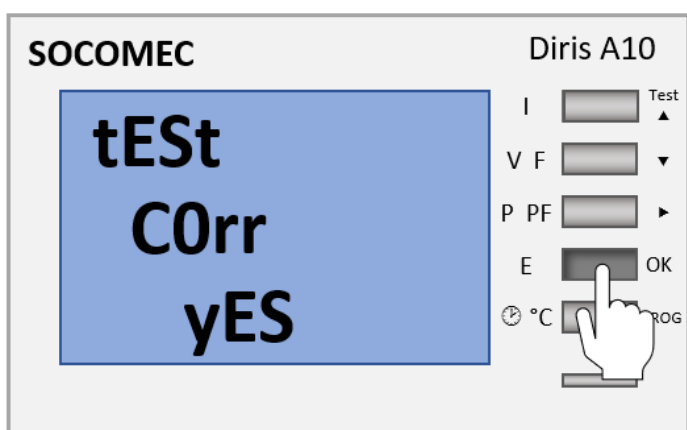 SOCOMEC
Diris A10
tESt
C0rr
yES
I
Test
▲
V F
▼
P PF
►
E
OK
°C